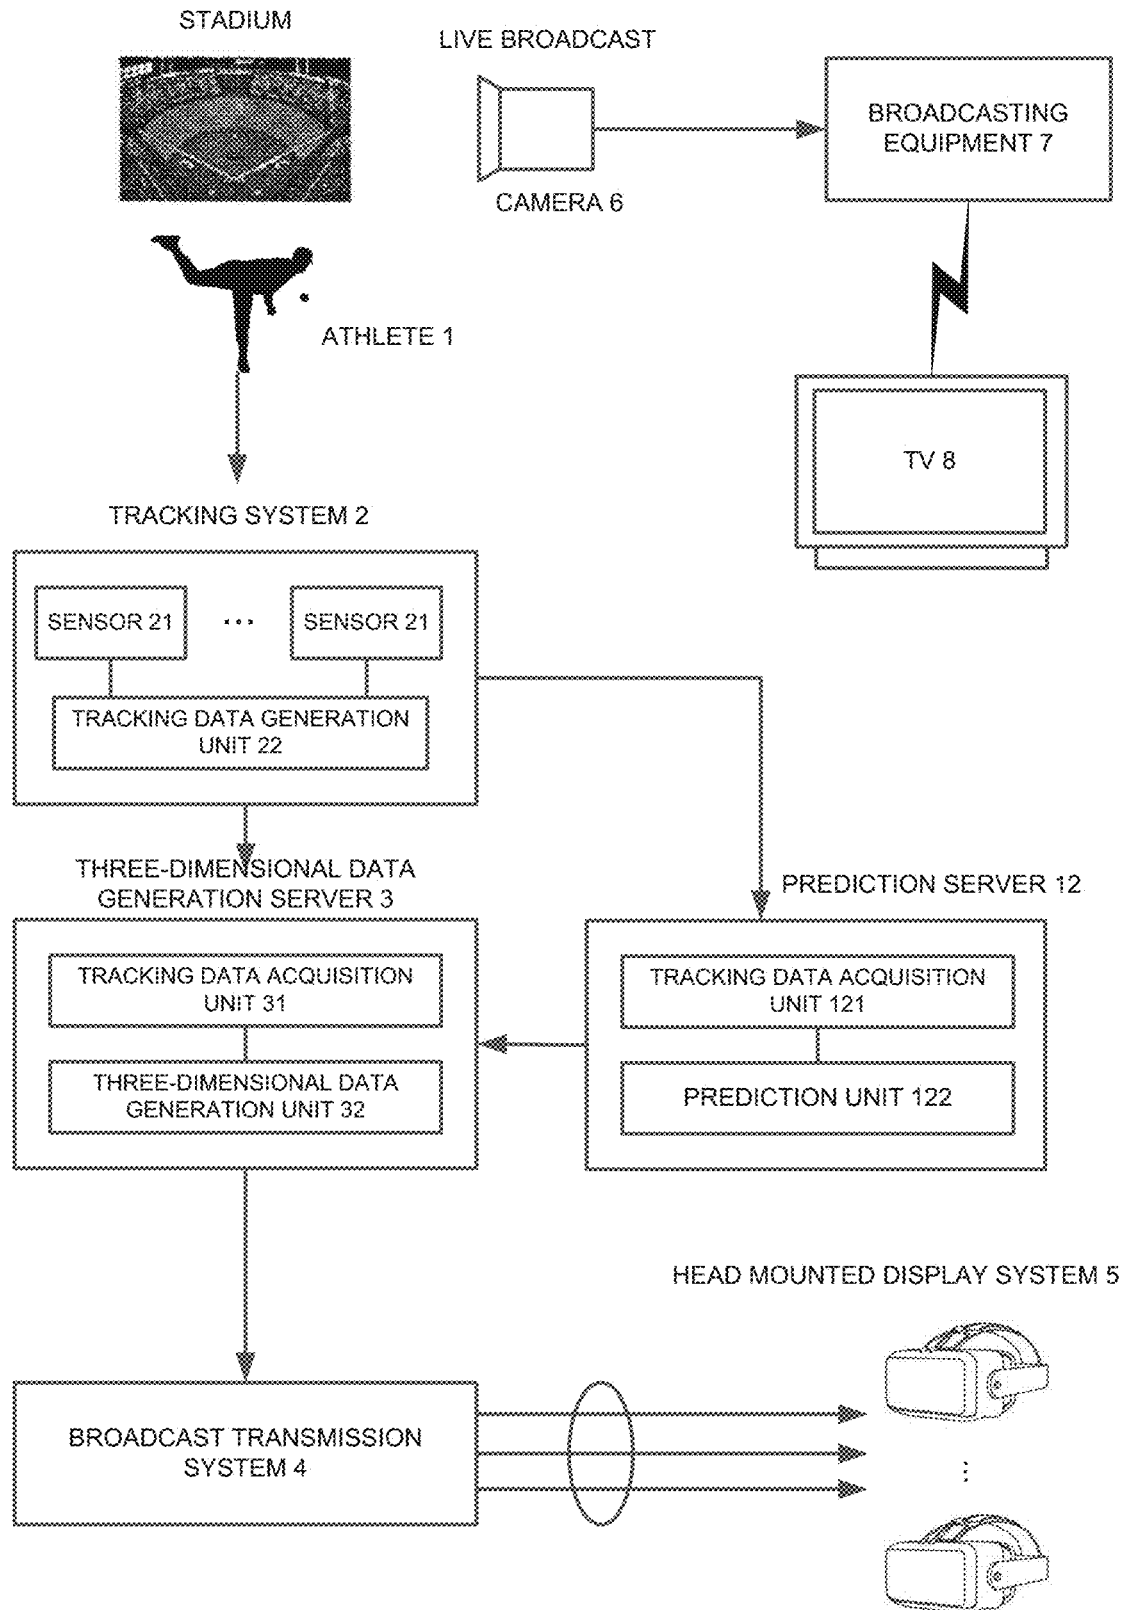 STADIUM
LIVE BROADCAST
BROADCASTING
EQUIPMENT 7
CAMERA 6
ATHLETE 1
TV 8
TRACKING SYSTEM 2
SENSOR 21
...
SENSOR 21
TRACKING DATA GENERATION
UNIT 22
THREE-DIMENSIONAL DATA
GENERATION SERVER 3
TRACKING DATA ACQUISITION
UNIT 31
THREE-DIMENSIONAL DATA
GENERATION UNIT 32
PREDICTION SERVER 12
TRACKING DATA ACQUISITION
UNIT 121
PREDICTION UNIT 122
HEAD MOUNTED DISPLAY SYSTEM 5
BROADCAST TRANSMISSION
SYSTEM 4